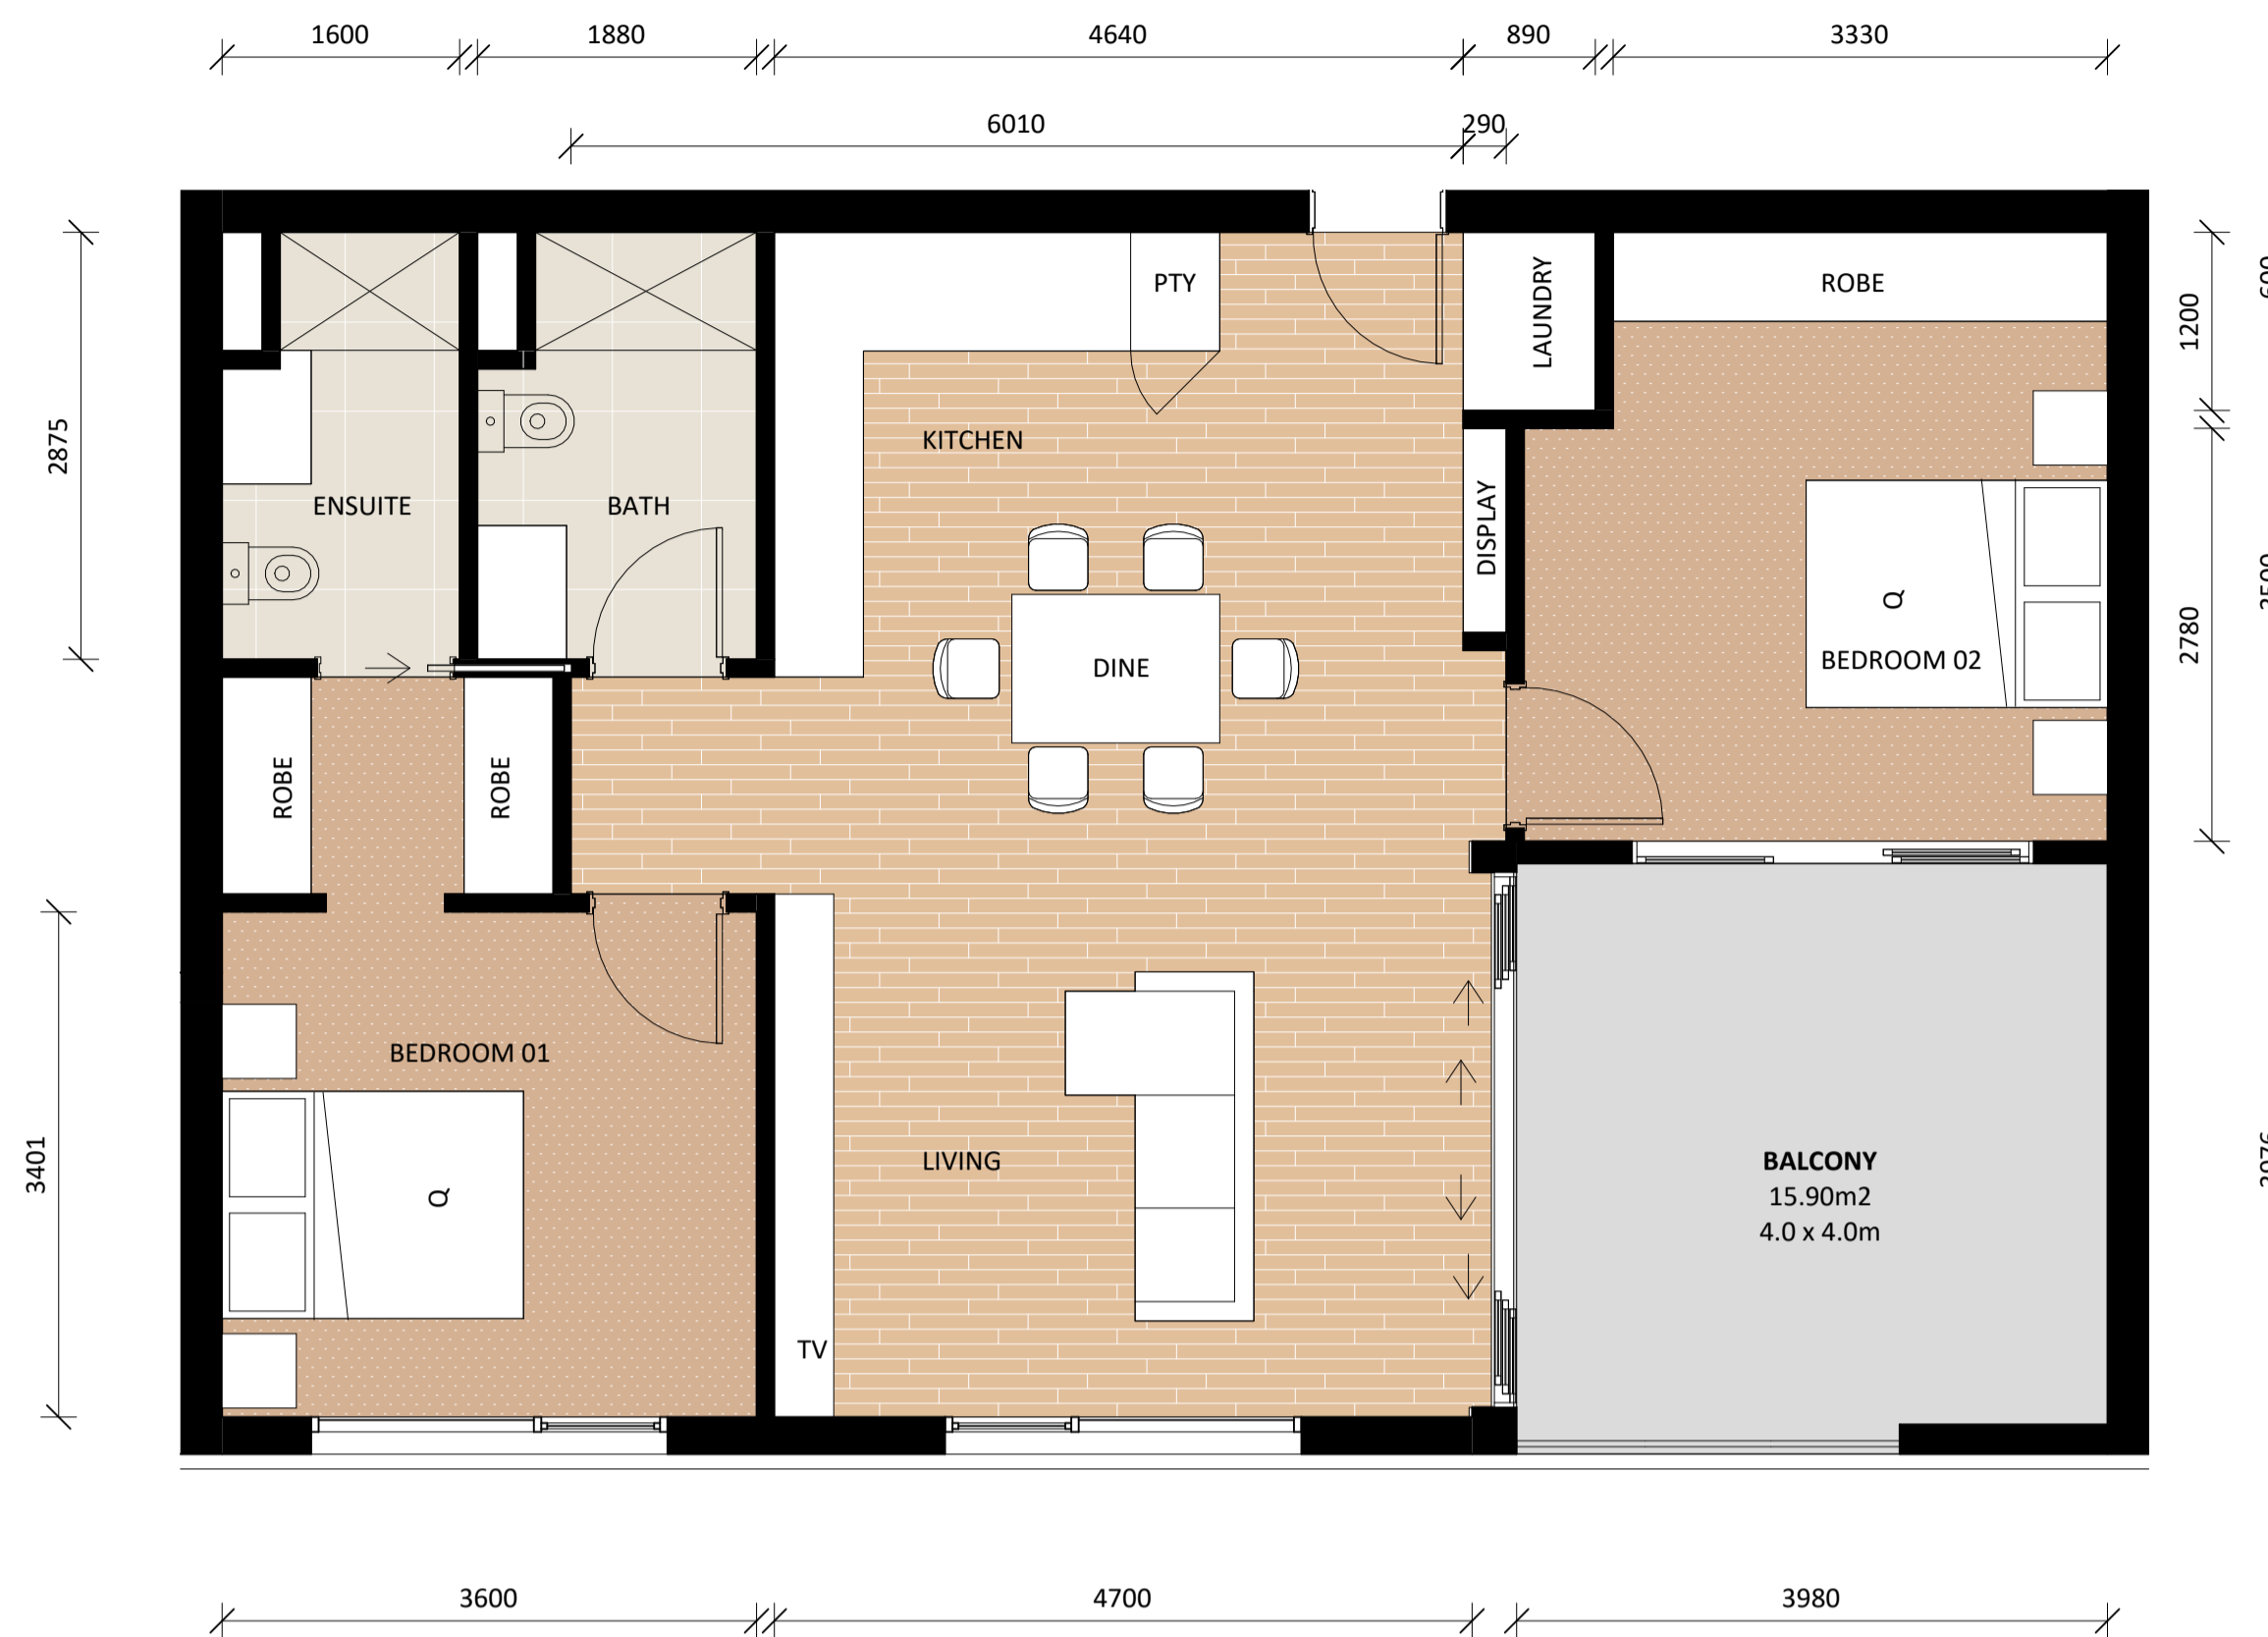 1600
1880
4640
890
3330
6010
290
PTY
LAUNDRY
ROBE
1200
2875
KITCHEN
ENSUITE
BATH
DISPLAY
Q
DINE
BEDROOM 02
2780
ROBE
ROBE
BEDROOM 01
3401
Q
LIVING
BALCONY
15.90m2
4.0 x 4.0m
TV
3600
4700
3980